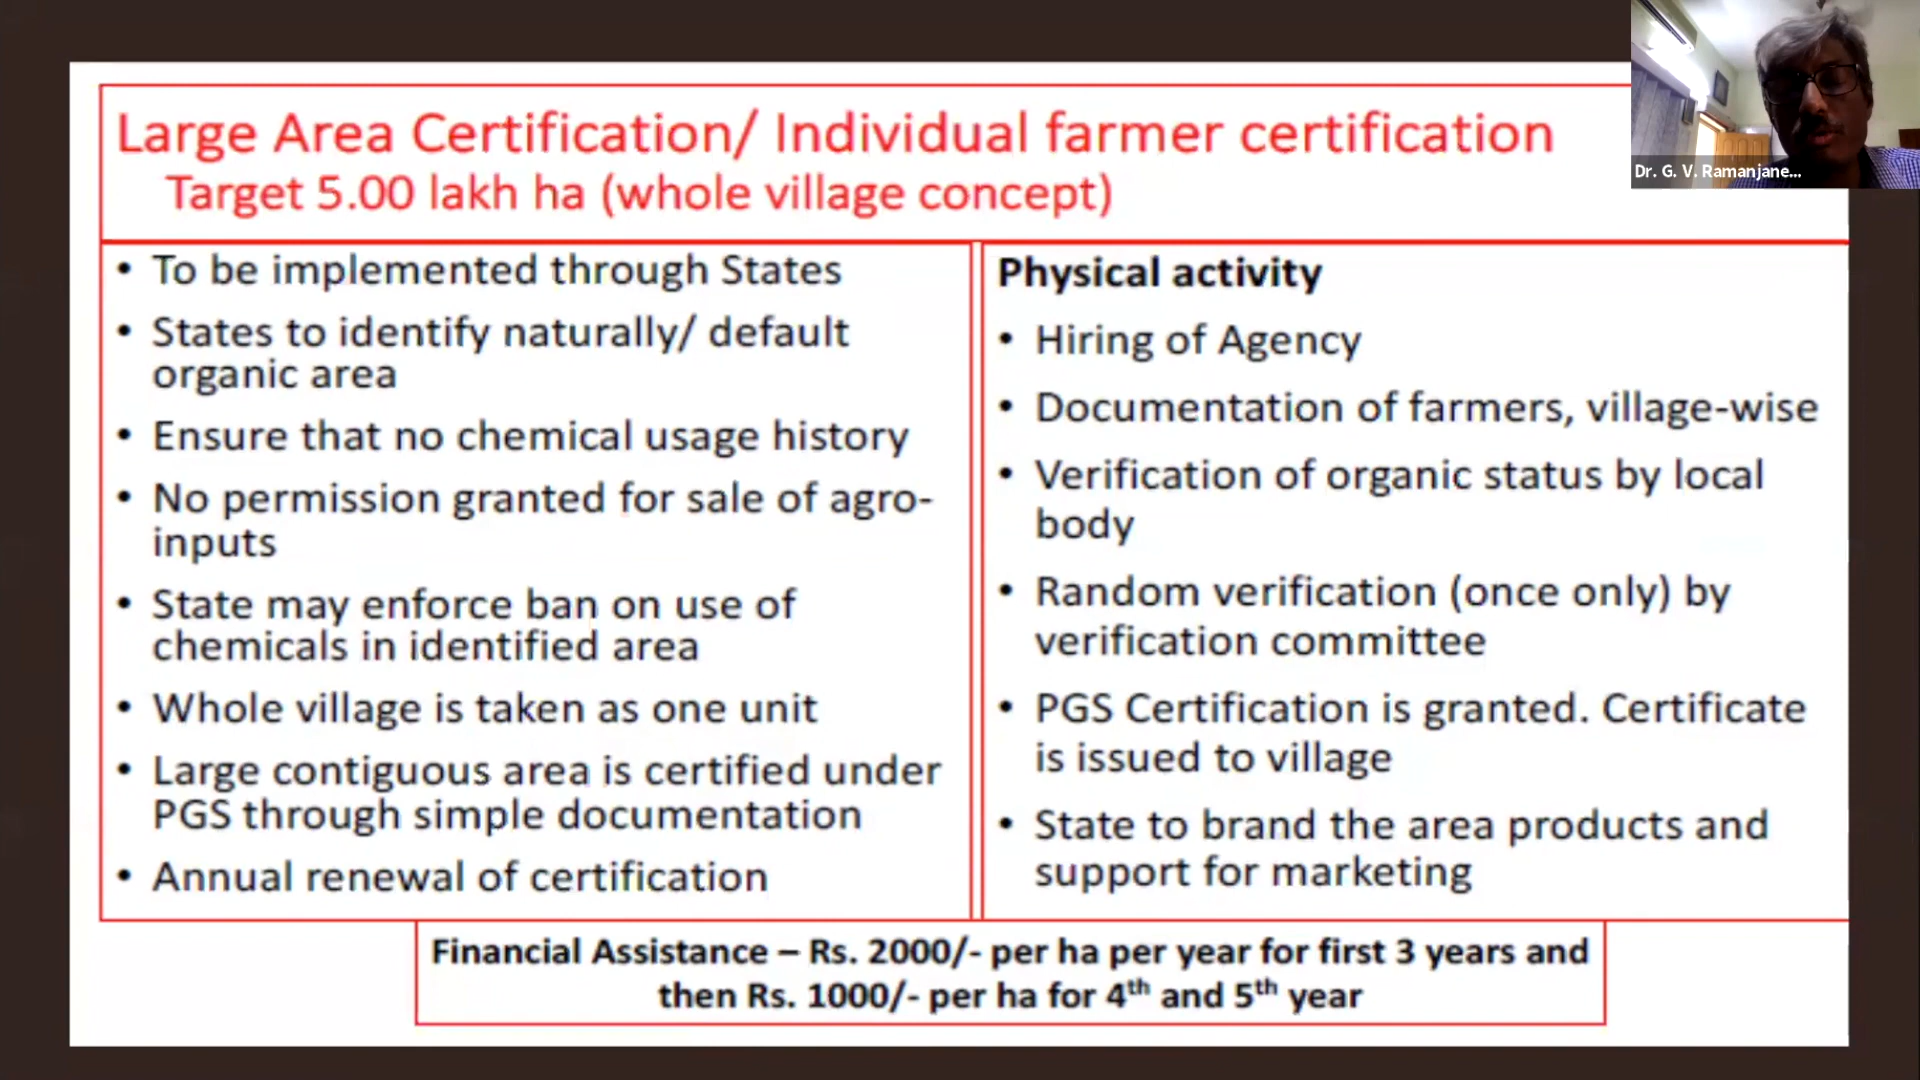 Large Area Certification/ Individual farmer certification
Target 5.00 lakh ha (whole village concept)
• To be implemented through States
• States to identify naturally/ default
organic area
• Ensure that no chemical usage history
• No permission granted for sale of agro-
inputs
• State may enforce ban on use of
chemicals in identified area
• Whole village is taken as one unit
• Large contiguous area is certified under
PGS through simple documentation
• Annual renewal of certification
Physical activity
• Hiring of Agency
• Documentation of farmers, village-wise
• Verification of organic status by local
body
• Random verification (once only) by
verification committee
• PGS Certification is granted. Certificate
is issued to village
• State to brand the area products and
support for marketing
Financial Assistance – Rs. 2000/- per ha per year for first 3 years and
then Rs. 1000/- per ha for 4th and 5th year
Dr. G. V. Ramanjane...